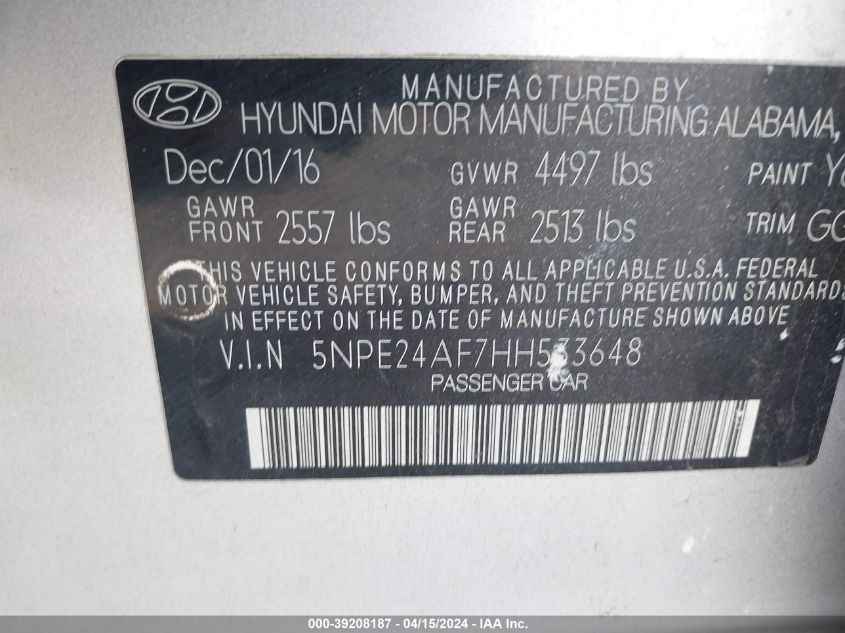 MANUFACTURED BY
HYUNDAI MOTOR MANUFACTURING ALABAMA,
Dec/01/16 GVWR 4497 lbs PAINT
GAWR FRONT 2557 lbs GAWR REAR 2513 lbs TRIM
THIS VEHICLE CONFORMS TO ALL APPLICABLE U.S.A. FEDERAL
MOTOR VEHICLE SAFETY, BUMPER, AND THEFT PREVENTION STANDARDS
IN EFFECT ON THE DATE OF MANUFACTURE SHOWN ABOVE
V.I.N 5NPE24AF7HH533648
PASSENGER CAR
000-39208187 - 04/15/2024 - IAA Inc.